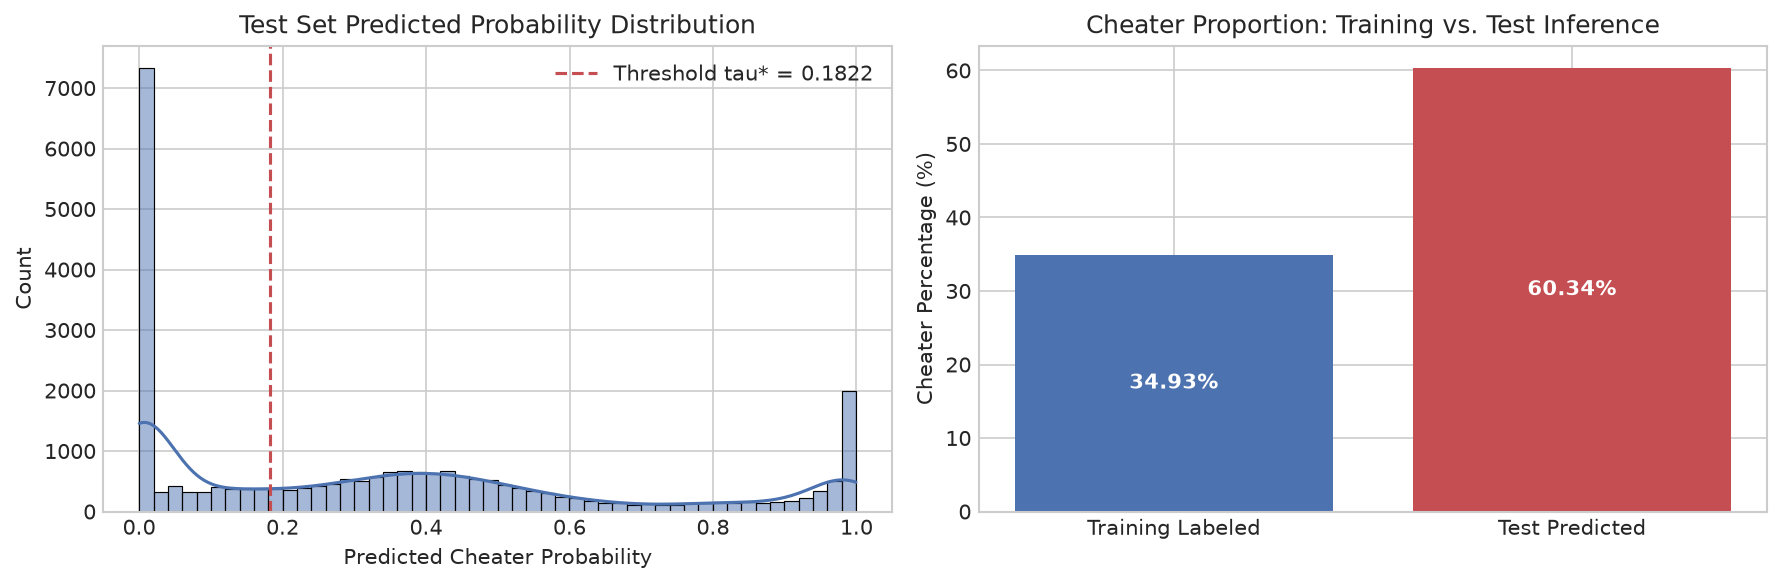 Test Set Predicted Probability Distribution
Threshold tau* = 0.1822
Count
7000
6000
5000
4000
3000
2000
1000
0
0.0 0.2 0.4 0.6 0.8 1.0
Predicted Cheater Probability
Cheater Proportion: Training vs. Test Inference
Cheater Percentage (%)
60
50
40
30
20
10
0
34.93%
60.34%
Training Labeled Test Predicted